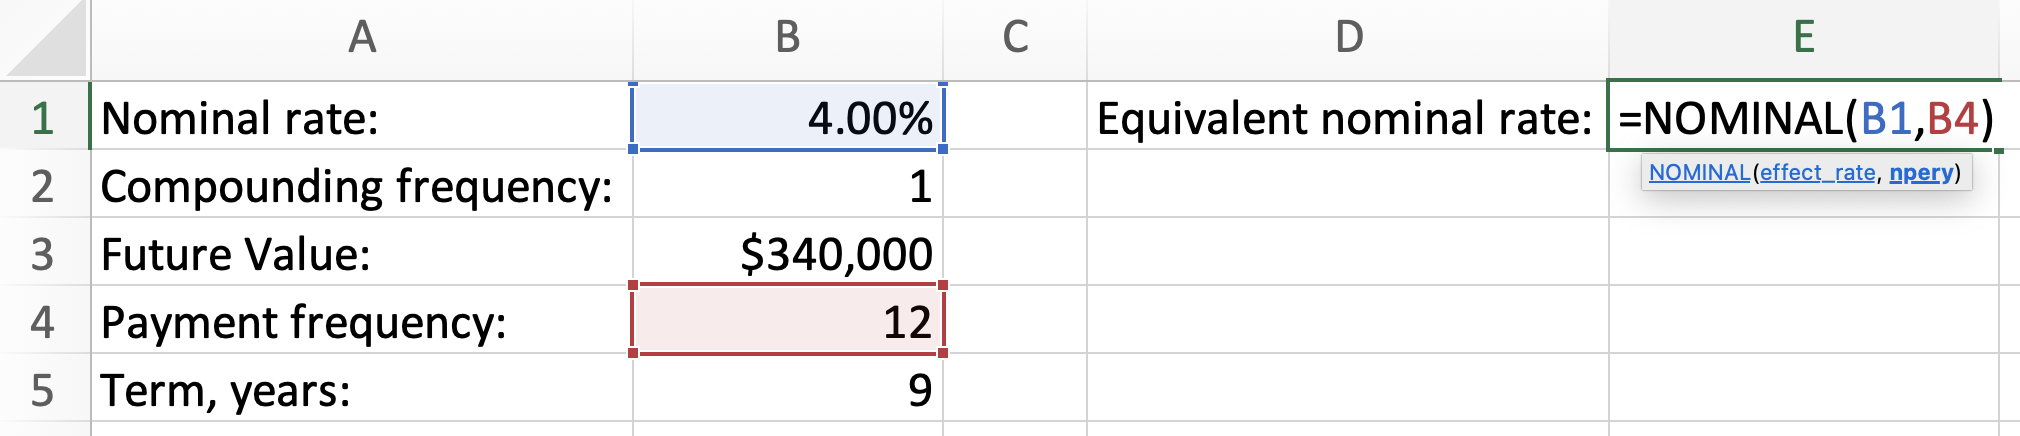 A B C D E
1 Nominal rate: 4.00% Equivalent nominal rate: =NOMINAL(B1,B4)
NOMINAL(effect_rate, npery)
2 Compounding frequency: 1
3 Future Value: $340,000
4 Payment frequency: 12
5 Term, years: 9